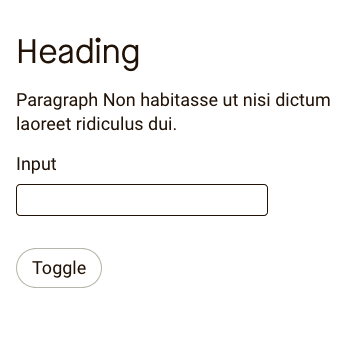 Heading
Paragraph Non habitasse ut nisi dictum
laoreet ridiculus dui.
Input
Toggle